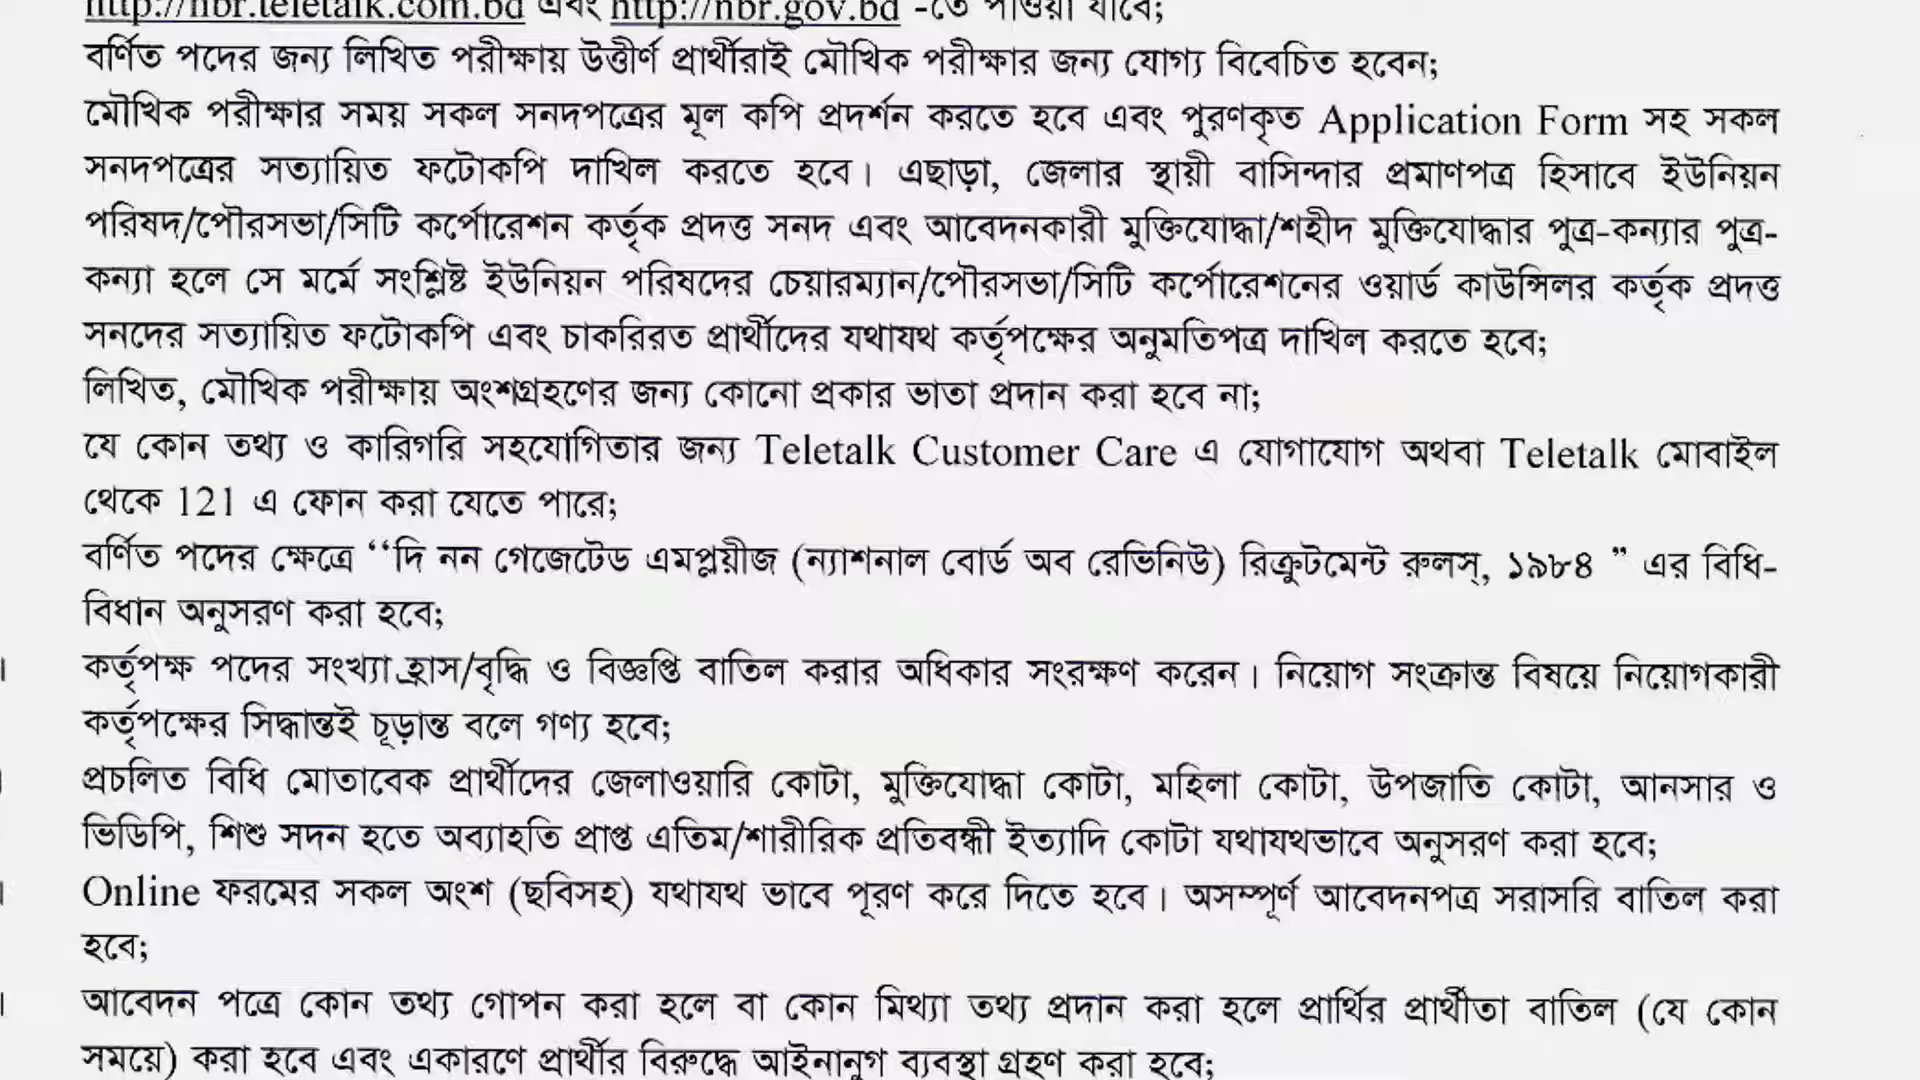 http://nbr.teletalk.com.bd এবং http://nbr.gov.bd -তে পাওয়া যাবে;
বর্ণিত পদের জন্য লিখিত পরীক্ষায় উত্তীর্ণ প্রার্থীরাই মৌখিক পরীক্ষার জন্য যোগ্য বিবেচিত হবেন;
মৌখিক পরীক্ষার সময় সকল সনদপত্রের মূল কপি প্রদর্শন করতে হবে এবং পুরণকৃত Application Form সহ সকল
সনদপত্রের সত্যায়িত ফটোকপি দাখিল করতে হবে। এছাড়া, জেলার স্থায়ী বাসিন্দার প্রমাণপত্র হিসাবে ইউনিয়ন
পরিষদ/পৌরসভা/সিটি কর্পোরেশন কর্তৃক প্রদত্ত সনদ এবং আবেদনকারী মুক্তিযোদ্ধা/শহীদ মুক্তিযোদ্ধার পুত্র-কন্যার পুত্র-
কন্যা হলে সে মর্মে সংশ্লিষ্ট ইউনিয়ন পরিষদের চেয়ারম্যান/পৌরসভা/সিটি কর্পোরেশনের ওয়ার্ড কাউন্সিলর কর্তৃক প্রদত্ত
সনদের সত্যায়িত ফটোকপি এবং চাকরিরত প্রার্থীদের যথাযথ কর্তৃপক্ষের অনুমতিপত্র দাখিল করতে হবে;
লিখিত, মৌখিক পরীক্ষায় অংশগ্রহণের জন্য কোনো প্রকার ভাতা প্রদান করা হবে না;
যে কোন তথ্য ও কারিগরি সহযোগিতার জন্য Teletalk Customer Care এ যোগাযোগ অথবা Teletalk মোবাইল
থেকে 121 এ ফোন করা যেতে পারে;
বর্ণিত পদের ক্ষেত্রে “দি নন গেজেটেড এমপ্লয়ীজ (ন্যাশনাল বোর্ড অব রেভিনিউ) রিক্রুটমেন্ট রুলস্, ১৯৮৪ ” এর বিধি-
বিধান অনুসরণ করা হবে;
। কর্তৃপক্ষ পদের সংখ্যা হ্রাস/বৃদ্ধি ও বিজ্ঞপ্তি বাতিল করার অধিকার সংরক্ষণ করেন। নিয়োগ সংক্রান্ত বিষয়ে নিয়োগকারী
কর্তৃপক্ষের সিদ্ধান্তই চূড়ান্ত বলে গণ্য হবে;
। প্রচলিত বিধি মোতাবেক প্রার্থীদের জেলাওয়ারি কোটা, মুক্তিযোদ্ধা কোটা, মহিলা কোটা, উপজাতি কোটা, আনসার ও
ভিডিপি, শিশু সদন হতে অব্যাহতি প্রাপ্ত এতিম/শারীরিক প্রতিবন্ধী ইত্যাদি কোটা যথাযথভাবে অনুসরণ করা হবে;
। Online ফরমের সকল অংশ (ছবিসহ) যথাযথ ভাবে পূরণ করে দিতে হবে। অসম্পূর্ণ আবেদনপত্র সরাসরি বাতিল করা
হবে;
। আবেদন পত্রে কোন তথ্য গোপন করা হলে বা কোন মিথ্যা তথ্য প্রদান করা হলে প্রার্থির প্রার্থীতা বাতিল (যে কোন
সময়ে) করা হবে এবং একারণে প্রার্থীর বিরুদ্ধে আইনানুগ ব্যবস্থা গ্রহণ করা হবে;